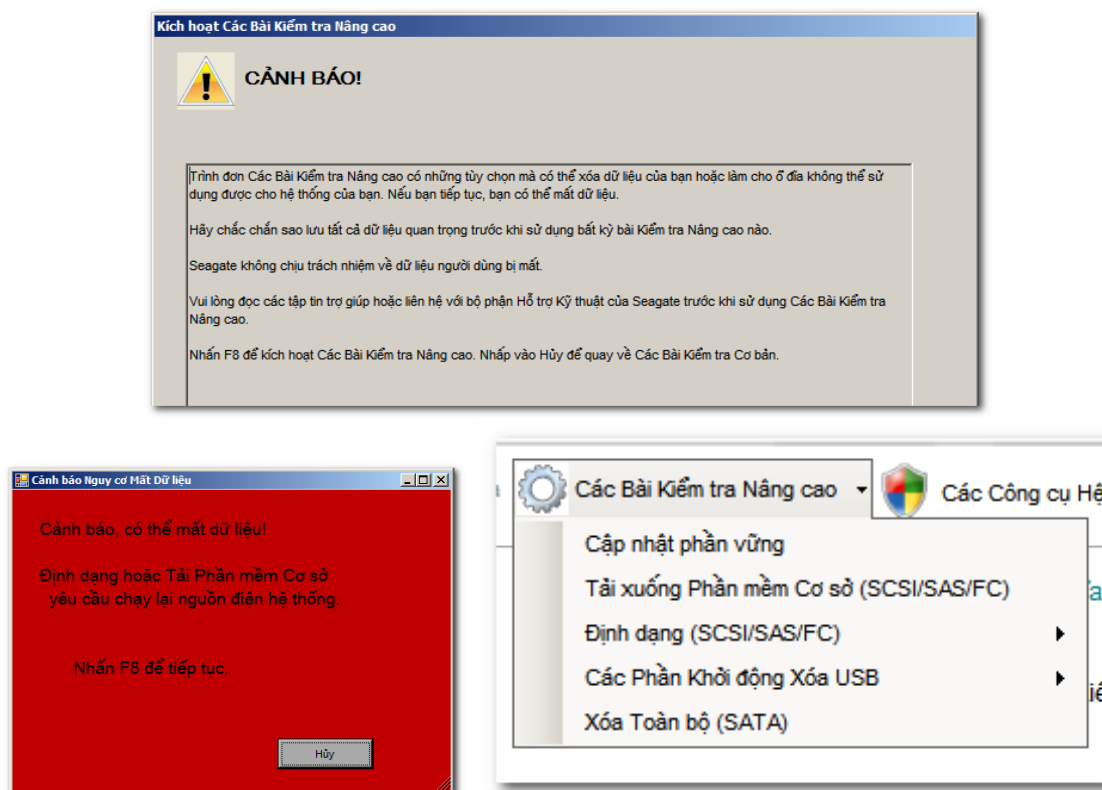 Kích hoạt Các Bài Kiểm tra Nâng cao
CẢNH BÁO!
Trình đơn Các Bài Kiểm tra Nâng cao có những tùy chọn mà có thể xóa dữ liệu của bạn hoặc làm cho ổ đĩa không thể sử
dụng được cho hệ thống của bạn. Nếu bạn tiếp tục, bạn có thể mất dữ liệu.
Hãy chắc chắn sao lưu tất cả dữ liệu quan trọng trước khi sử dụng bất kỳ bài Kiểm tra Nâng cao nào.
Seagate không chịu trách nhiệm về dữ liệu người dùng bị mất.
Vui lòng đọc các tập tin trợ giúp hoặc liên hệ với bộ phận Hỗ trợ Kỹ thuật của Seagate trước khi sử dụng Các Bài Kiểm tra
Nâng cao.
Nhấn F8 để kích hoạt Các Bài Kiểm tra Nâng cao. Nhấp vào Hủy để quay về Các Bài Kiểm tra Cơ bản.
Cảnh báo Nguy cơ Mất Dữ liệu
Cảnh báo, có thể mất dữ liệu!
Định dạng hoặc Tải Phần mềm Cơ sở
yêu cầu chạy lại nguồn điện hệ thống.
Nhấn F8 để tiếp tục.
Hủy
Các Bài Kiểm tra Nâng cao
Các Công cụ Hệ
Cập nhật phần vững
Tải xuống Phần mềm Cơ sở (SCSI/SAS/FC)
Định dạng (SCSI/SAS/FC)
Các Phần Khởi động Xóa USB
Xóa Toàn bộ (SATA)